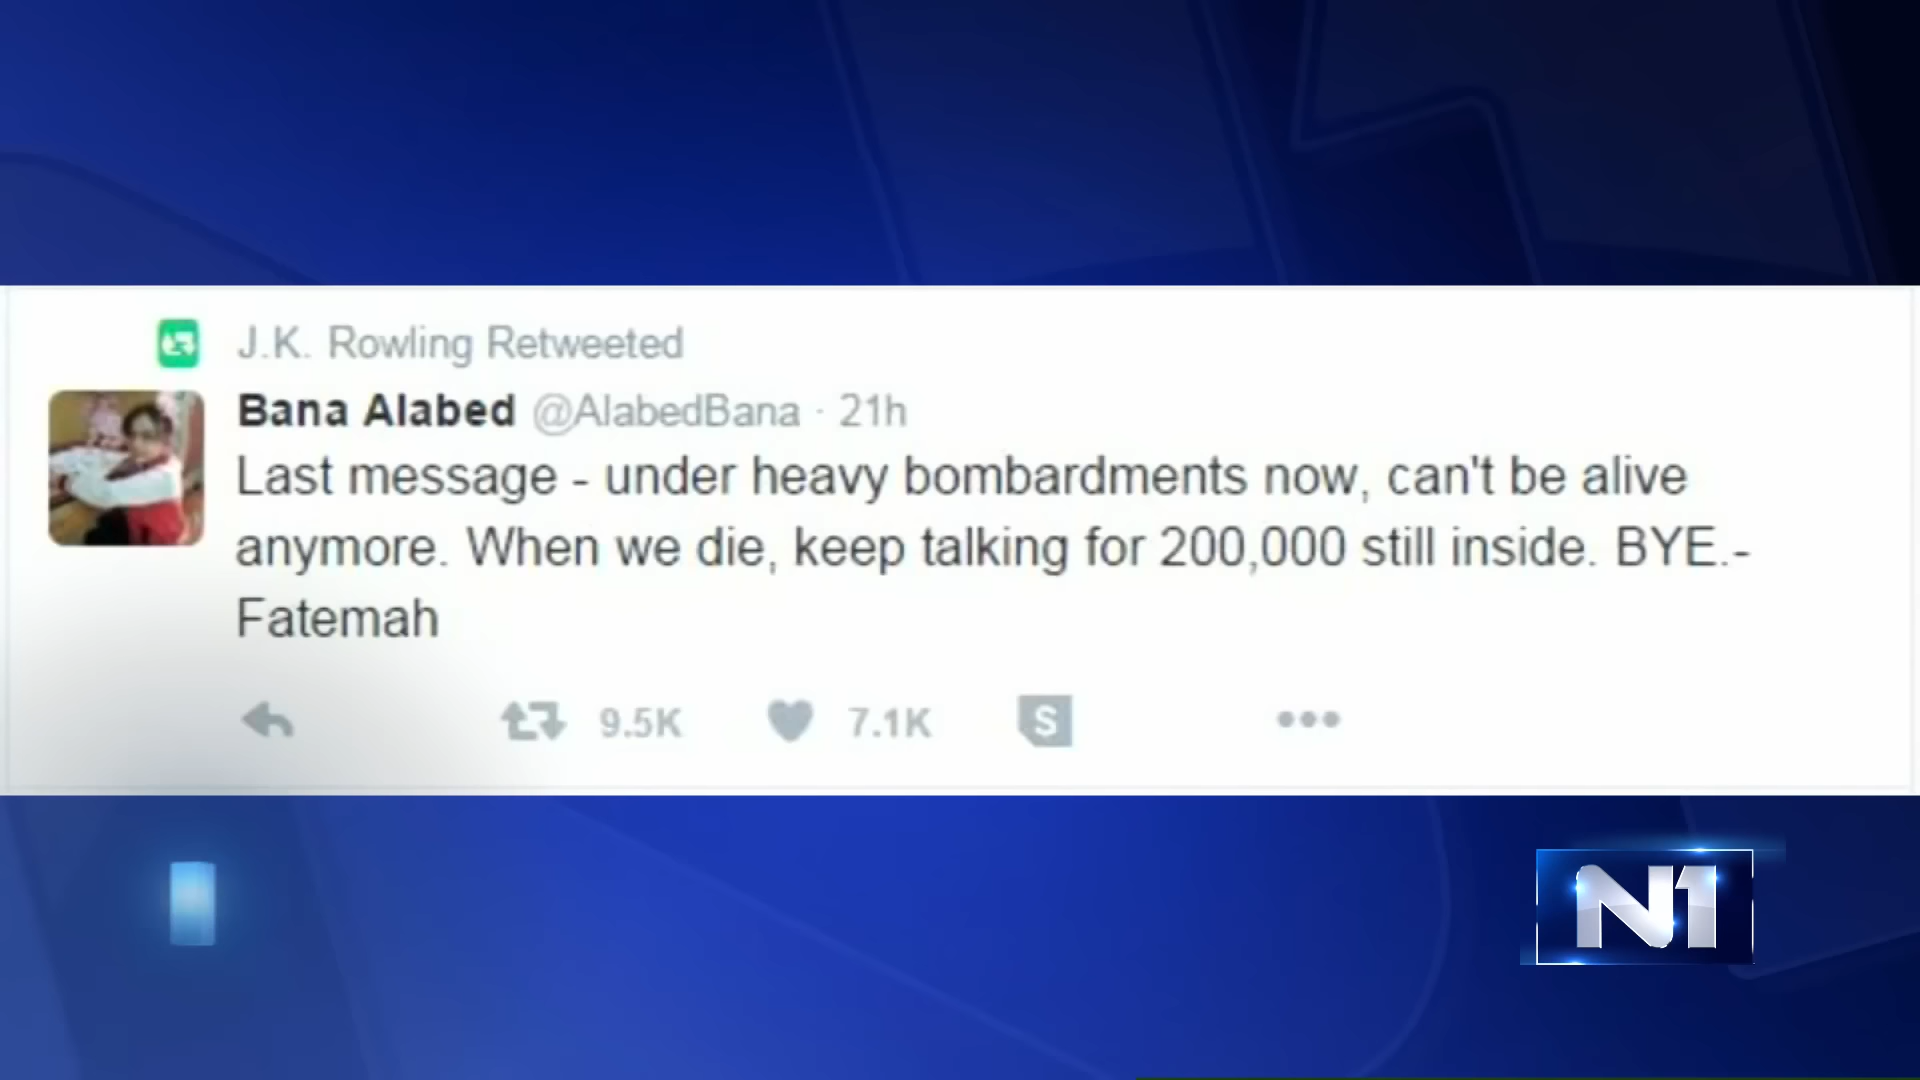 J.K. Rowling Retweeted
Bana Alabed @AlabedBana · 21h
Last message - under heavy bombardments now, can't be alive
anymore. When we die, keep talking for 200,000 still inside. BYE.-
Fatemah
9.5K 7.1K S
N1